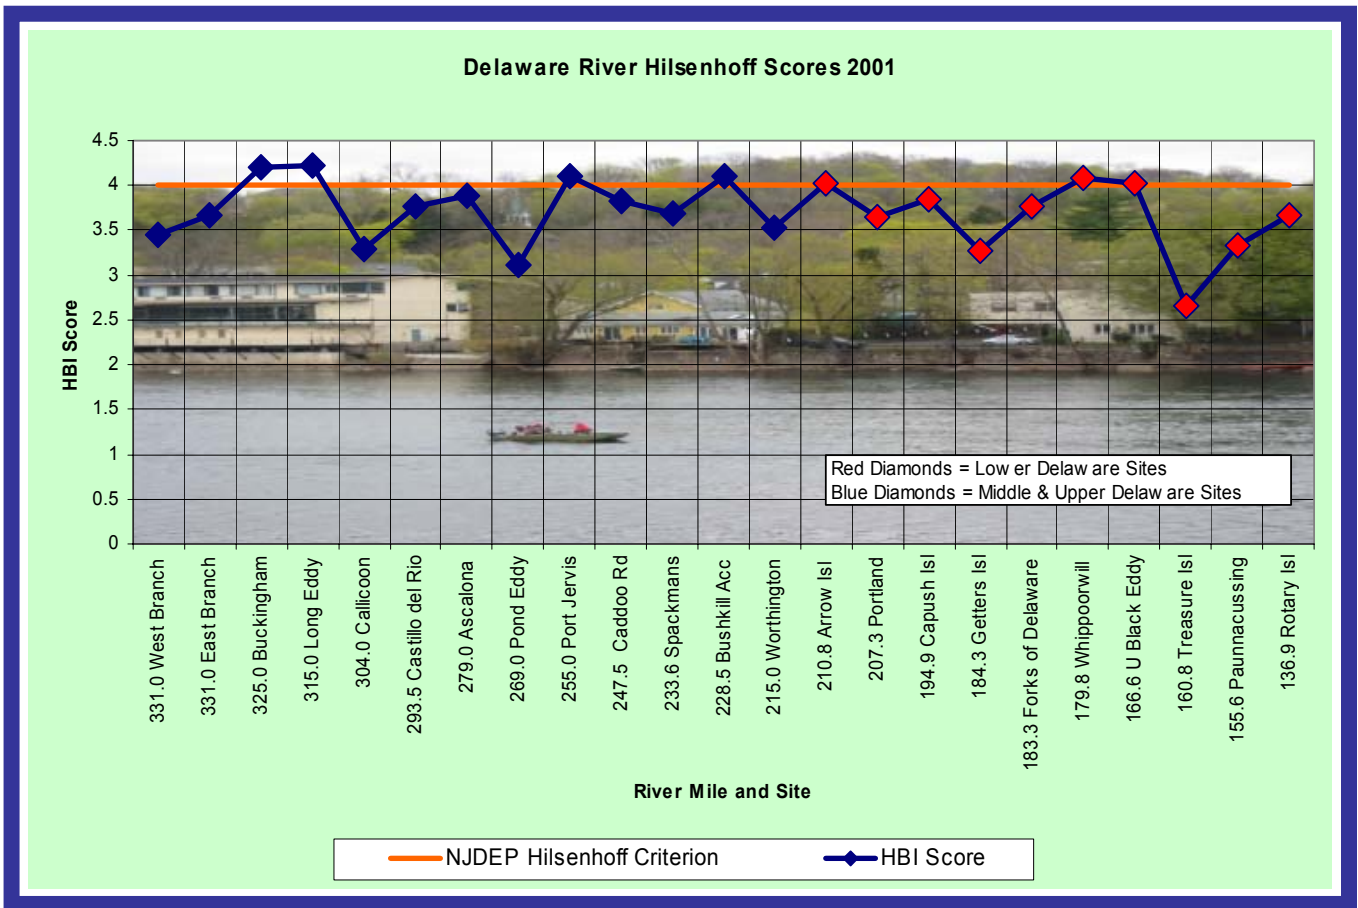 Delaware River Hilsenhoff Scores 2001
4.5
4
3.5
3
2.5
2
1.5
1
0.5
0
HBI Score
Red Diamonds = Lower Delaware Sites
Blue Diamonds = Middle & Upper Delaware Sites
331.0 West Branch
331.0 East Branch
325.0 Buckingham
315.0 Long Eddy
304.0 Callicoon
293.5 Castillo del Rio
279.0 Ascalona
269.0 Pond Eddy
255.0 Port Jervis
247.5 Caddoo Rd
233.6 Spackmans
228.5 Bushkill Acc
215.0 Worthington
210.8 Arrow Isl
207.3 Portland
194.9 Capush Isl
184.3 Getters Isl
183.3 Forks of Delaware
179.8 Whippoorwill
166.6 U Black Eddy
160.8 Treasure Isl
155.6 Paunnacussing
136.9 Rotary Isl
River Mile and Site
NJDEP Hilsenhoff Criterion
HBI Score